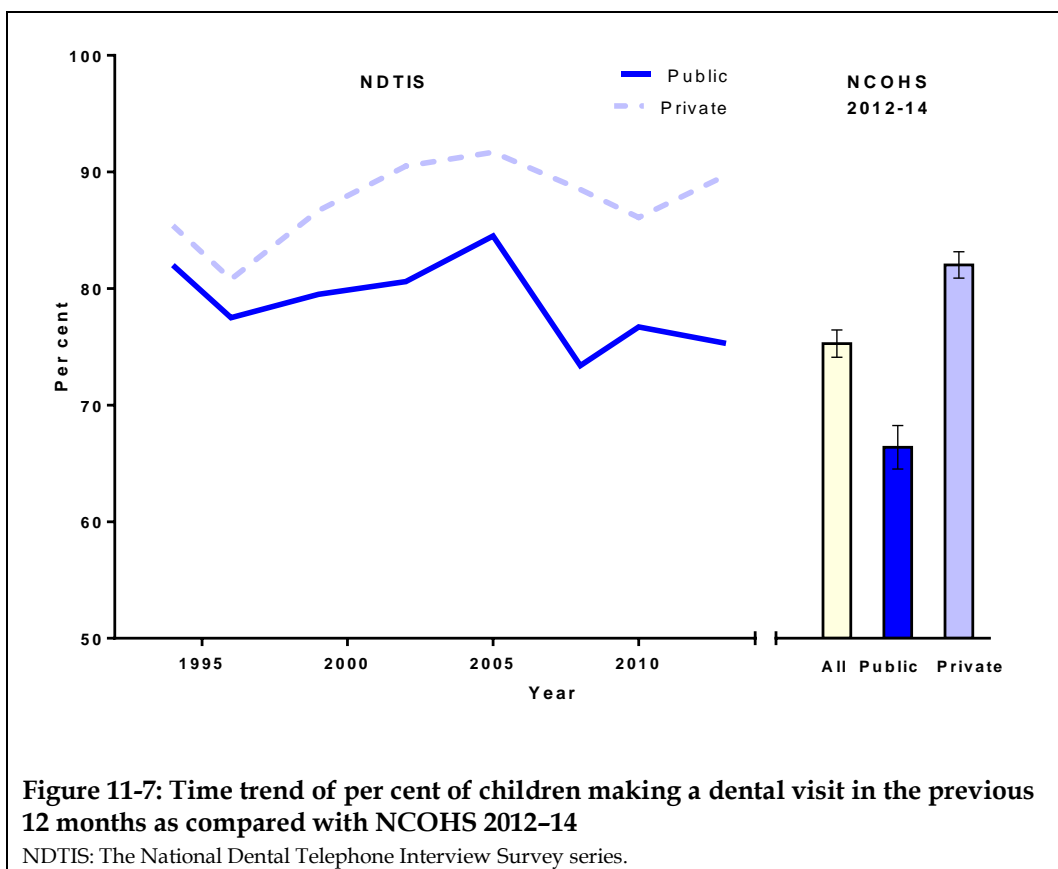 100
NDTIS
Public
Private
NCOHS
2012-14
90
80
70
60
50
Per cent
1995
2000
2005
2010
Year
All Public Private
Figure 11-7: Time trend of per cent of children making a dental visit in the previous
12 months as compared with NCOHS 2012–14
NDTIS: The National Dental Telephone Interview Survey series.